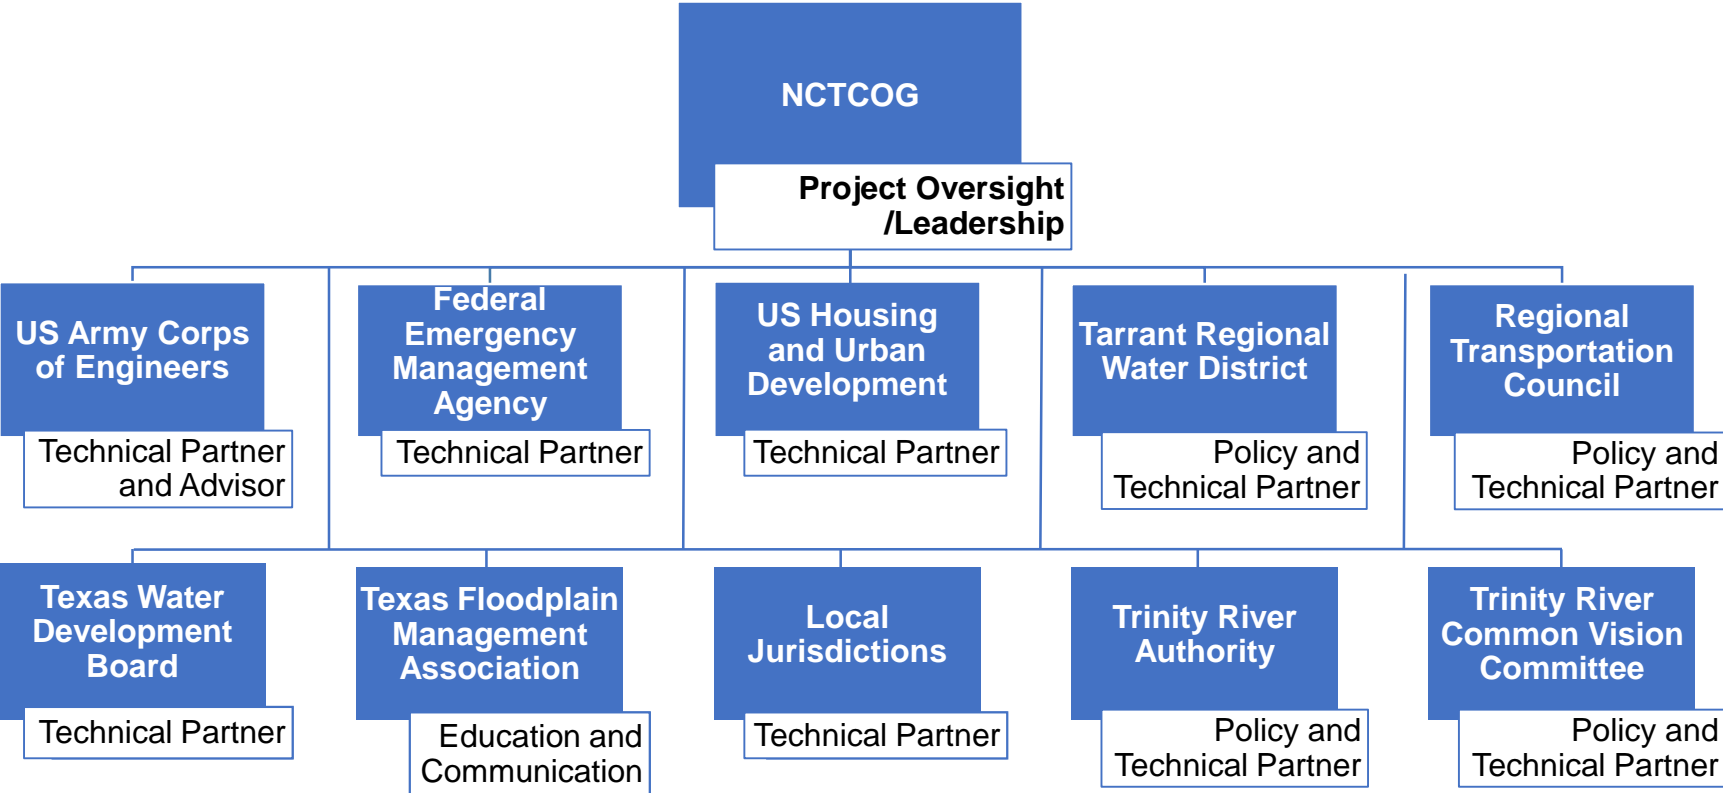 NCTCOG
Project Oversight
/Leadership
US Army Corps
of Engineers
Technical Partner
and Advisor
Federal
Emergency
Management
Agency
Technical Partner
US Housing
and Urban
Development
Technical Partner
Tarrant Regional
Water District
Policy and
Technical Partner
Regional
Transportation
Council
Policy and
Technical Partner
Texas Water
Development
Board
Technical Partner
Texas Floodplain
Management
Association
Education and
Communication
Local
Jurisdictions
Technical Partner
Trinity River
Authority
Policy and
Technical Partner
Trinity River
Common Vision
Committee
Policy and
Technical Partner